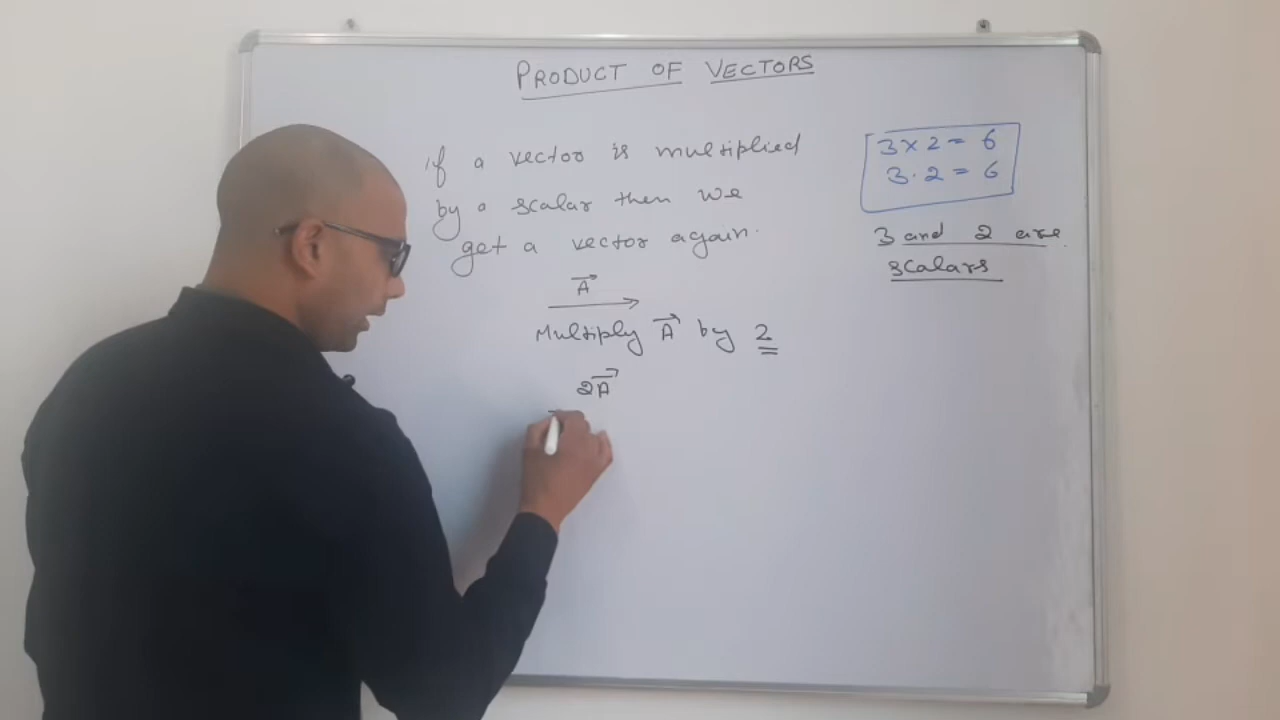 PRODUCT OF VECTORS
if a vector is multiplied
by a scalar then we
get a vector again.
A⃗
Multiply A⃗ by 2
2A⃗
3 × 2 = 6
3 . 2 = 6
3 and 2 are
scalars